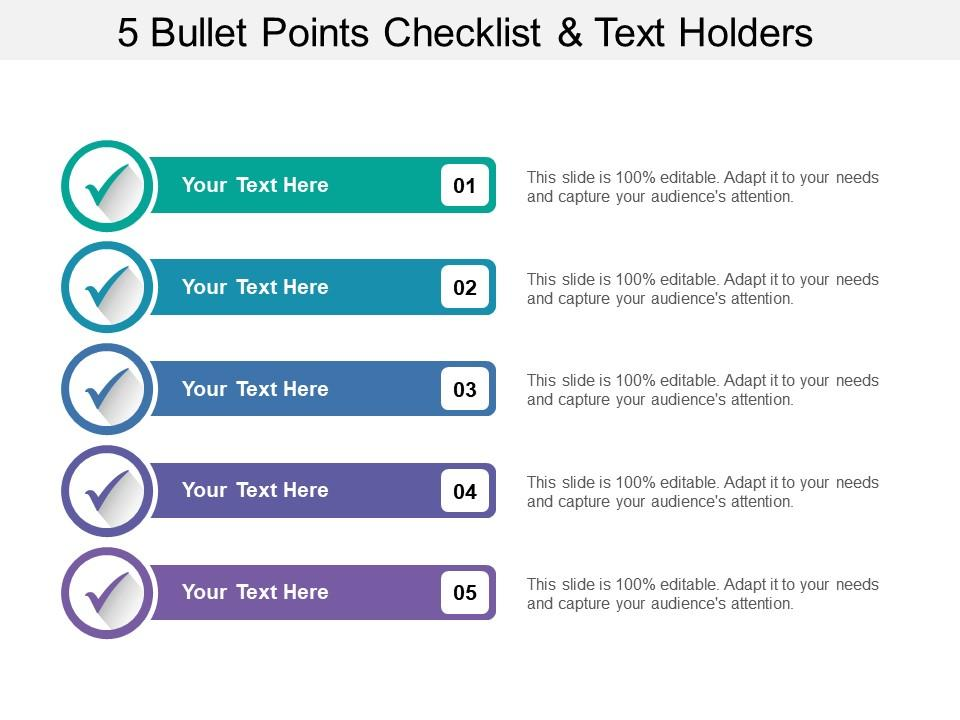 5 Bullet Points Checklist & Text Holders
Your Text Here
01
This slide is 100% editable. Adapt it to your needs
and capture your audience's attention.
Your Text Here
02
This slide is 100% editable. Adapt it to your needs
and capture your audience's attention.
Your Text Here
03
This slide is 100% editable. Adapt it to your needs
and capture your audience's attention.
Your Text Here
04
This slide is 100% editable. Adapt it to your needs
and capture your audience's attention.
Your Text Here
05
This slide is 100% editable. Adapt it to your needs
and capture your audience's attention.